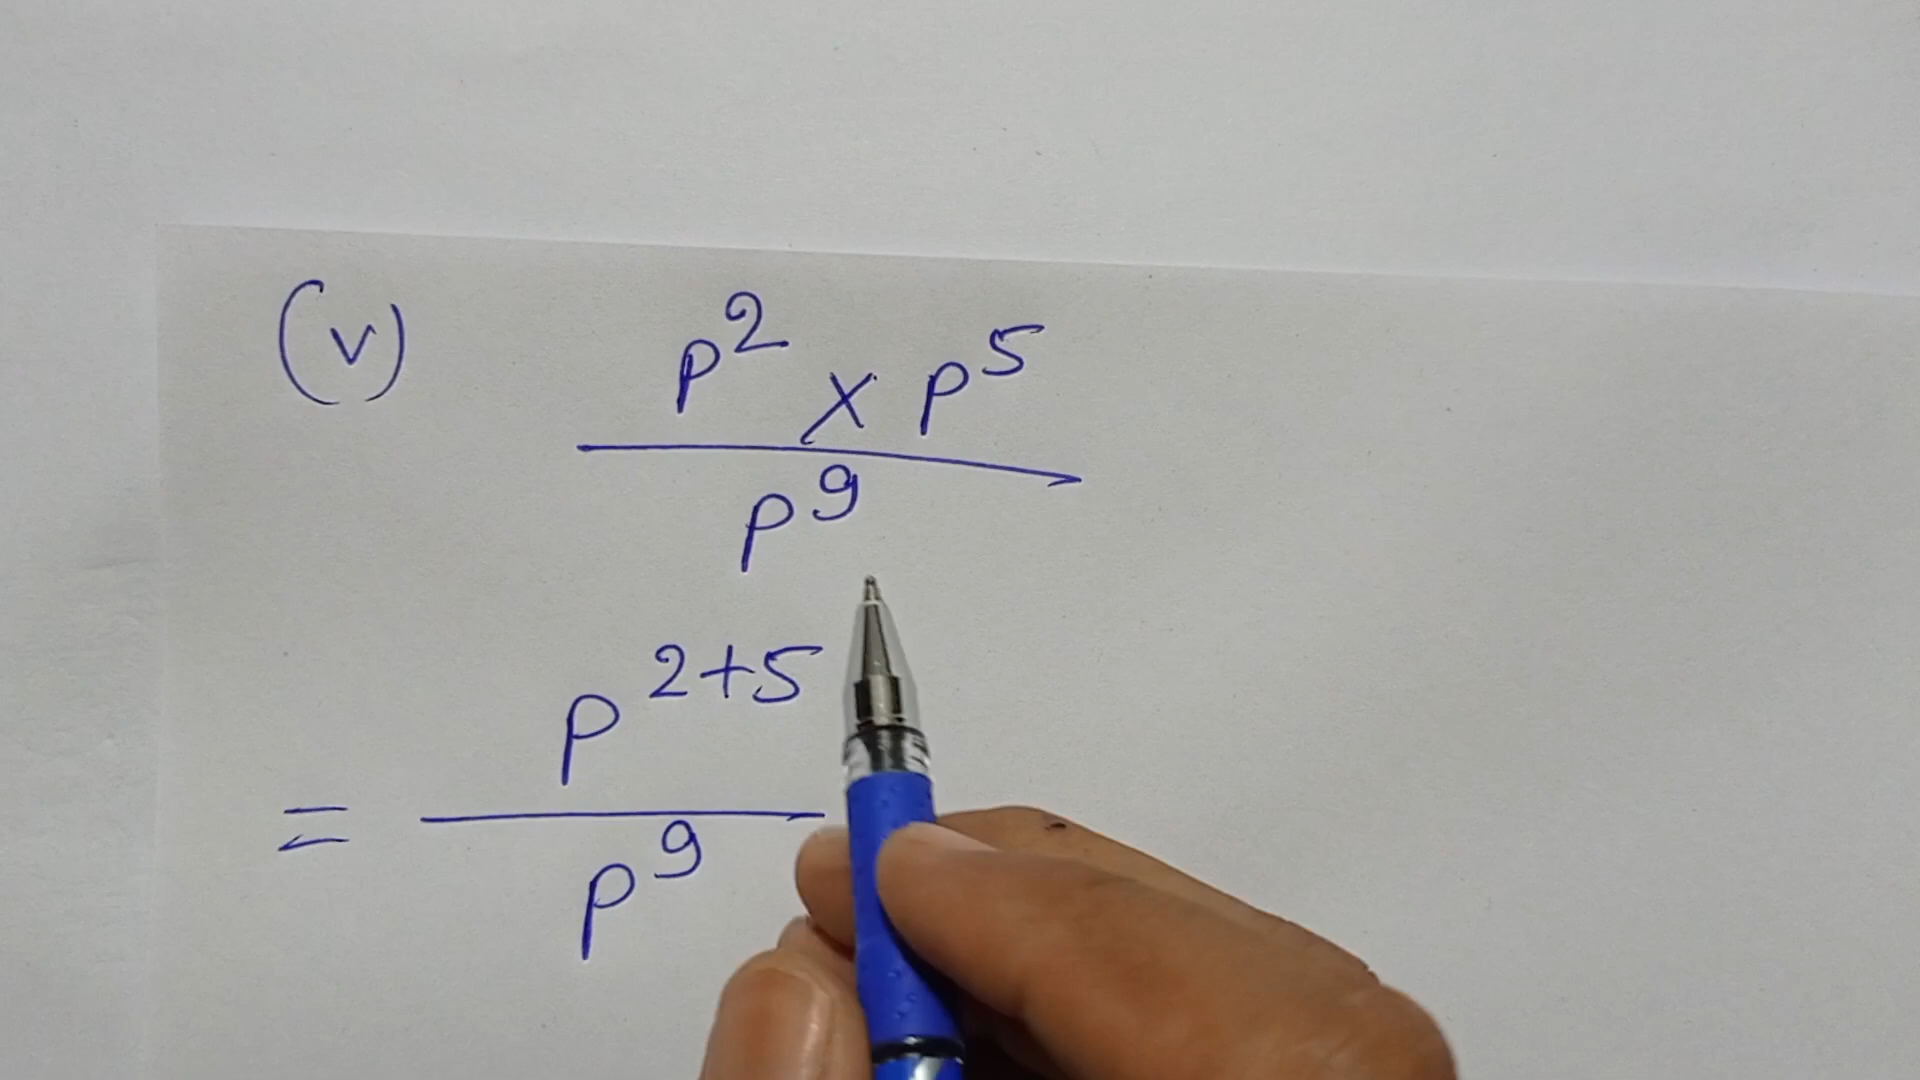 (v) p² × p⁵
p⁹
p²⁺⁵
=
p⁹